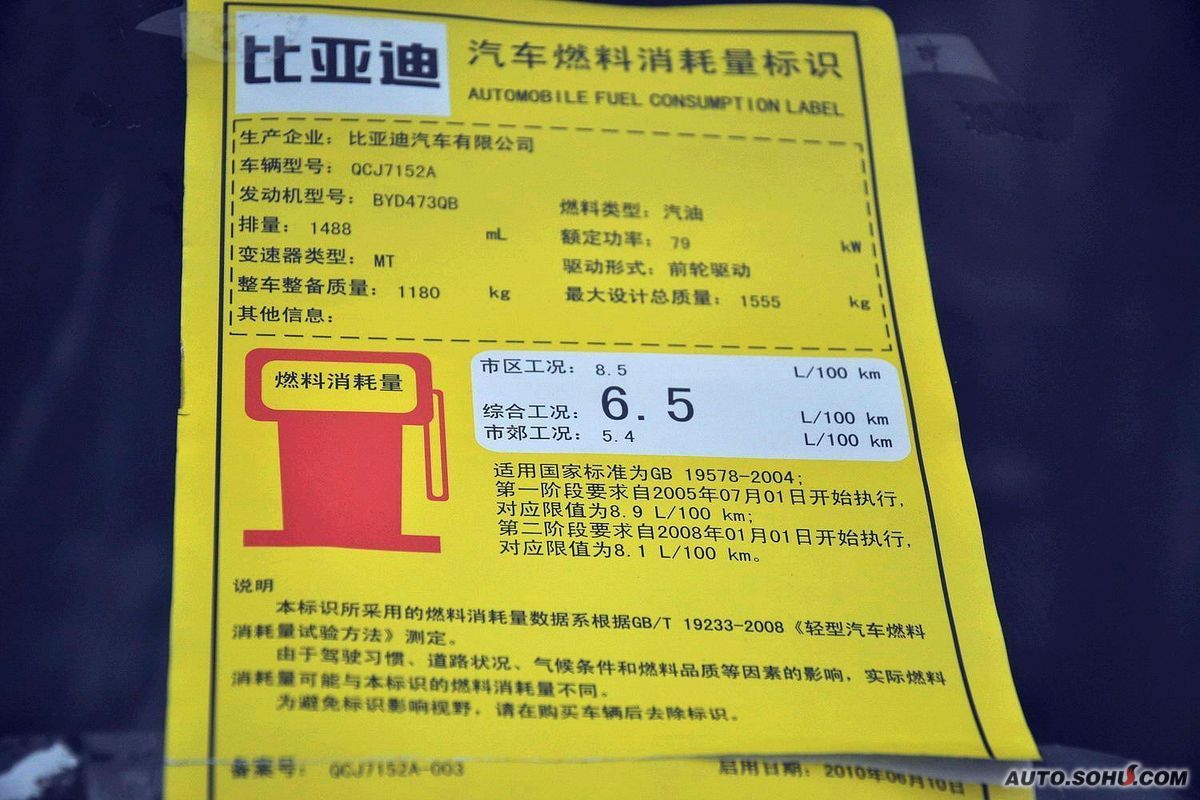 比亚迪
汽车燃料消耗量标识
AUTOMOBILE FUEL CONSUMPTION LABEL
生产企业: 比亚迪汽车有限公司
车辆型号: QCJ7152A
发动机型号: BYD473QB 燃料类型: 汽油
排量: 1488 mL 额定功率: 79 kW
变速器类型: MT 驱动形式: 前轮驱动
整车整备质量: 1180 kg 最大设计总质量: 1555 kg
其他信息:
燃料消耗量
市区工况: 8.5 L/100 km
综合工况: 6.5 L/100 km
市郊工况: 5.4 L/100 km
适用国家标准为GB 19578-2004;
第一阶段要求自2005年07月01日开始执行,
对应限值为8.9 L/100 km;
第二阶段要求自2008年01月01日开始执行,
对应限值为8.1 L/100 km。
说明
本标识所采用的燃料消耗量数据系根据GB/T 19233-2008《轻型汽车燃料
消耗量试验方法》测定。
由于驾驶习惯、道路状况、气候条件和燃料品质等因素的影响,实际燃料
消耗量可能与本标识的燃料消耗量不同。
为避免标识影响视野,请在购买车辆后去除标识。
备案号: QCJ7152A-003 启用日期: 2010年06月10日
AUTO.SOHU.COM